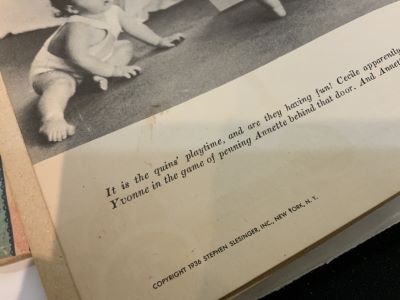 It is the quins' playtime, and are they having fun! Cecile apparently
Yvonne in the game of penning Annette behind that door. And Annette
COPYRIGHT 1936 STEPHEN SLESINGER, INC., NEW YORK, N. Y.